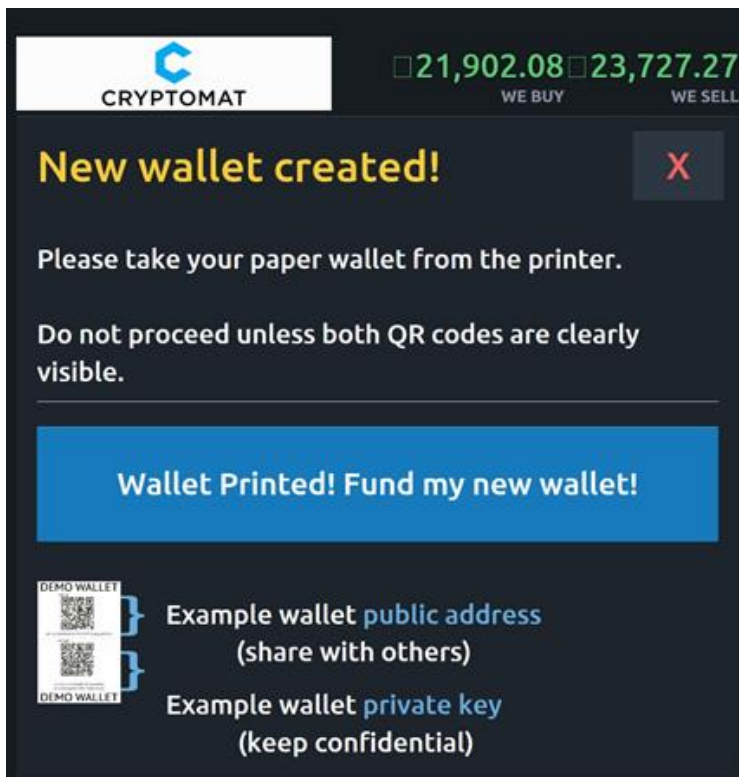 CRYPTOMAT
21,902.08 23,727.27
WE BUY WE SELL
New wallet created!
X
Please take your paper wallet from the printer.
Do not proceed unless both QR codes are clearly
visible.
Wallet Printed! Fund my new wallet!
DEMO WALLET
Example wallet public address
(share with others)
Example wallet private key
(keep confidential)
DEMO WALLET